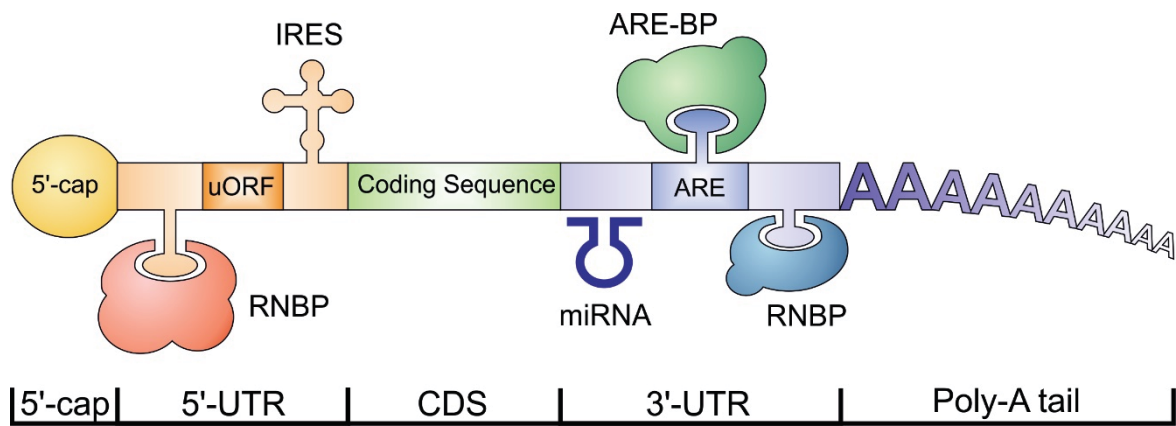 IRES
ARE-BP
5'-cap
uORF
Coding Sequence
ARE
AAAAAAAAAAA
RNBP
miRNA
RNBP
5'-cap
5'-UTR
CDS
3'-UTR
Poly-A tail